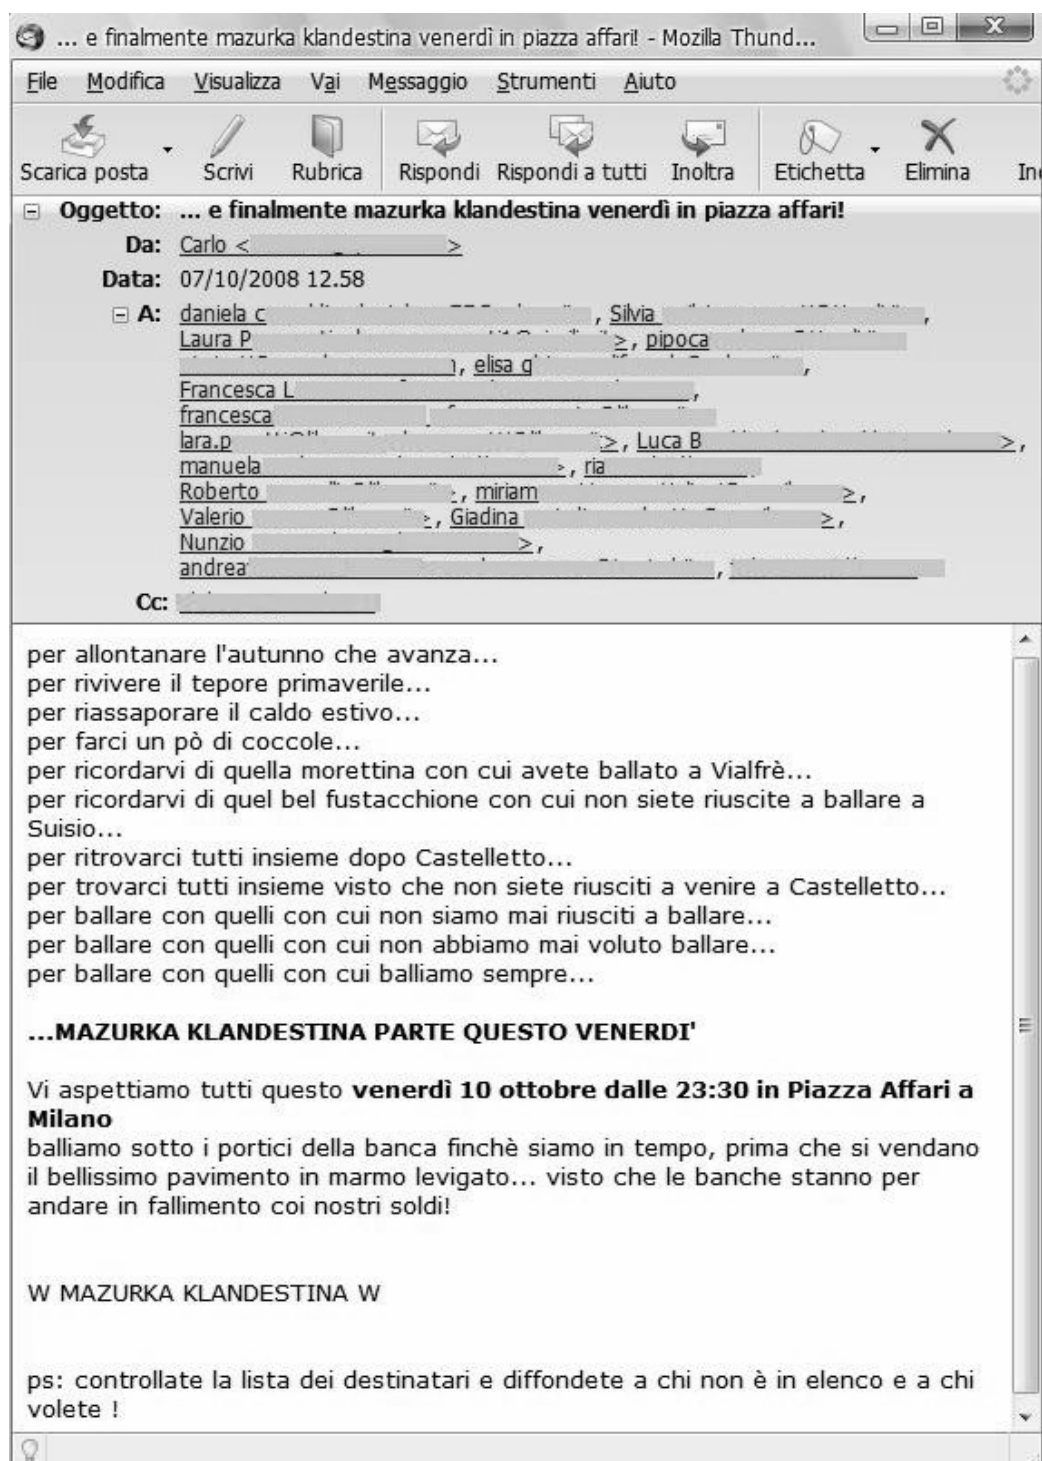 ... e finalmente mazurka klandestina venerdì in piazza affari! - Mozilla Thund...
File Modifica Visualizza Vai Messaggio Strumenti Aiuto
Scarica posta Scrivi Rubrica Rispondi Rispondi a tutti Inoltra Etichetta Elimina
Oggetto: ... e finalmente mazurka klandestina venerdì in piazza affari!
Da: Carlo < >
Data: 07/10/2008 12.58
A: daniela c , Silvia ,
Laura P >, pipoca
, elisa g ,
Francesca L ,
francesca
lara.p >, Luca B >,
manuela >, ria
Roberto >, miriam >,
Valerio >, Giadina >,
Nunzio >,
andrea ,
Cc:
per allontanare l'autunno che avanza...
per rivivere il tepore primaverile...
per riassaporare il caldo estivo...
per farci un pò di coccole...
per ricordarvi di quella morettina con cui avete ballato a Vialfrè...
per ricordarvi di quel bel fustacchione con cui non siete riuscite a ballare a
Suisio...
per ritrovarci tutti insieme dopo Castelletto...
per trovarci tutti insieme visto che non siete riusciti a venire a Castelletto...
per ballare con quelli con cui non siamo mai riusciti a ballare...
per ballare con quelli con cui non abbiamo mai voluto ballare...
per ballare con quelli con cui balliamo sempre...
...MAZURKA KLANDESTINA PARTE QUESTO VENERDI'
Vi aspettiamo tutti questo venerdì 10 ottobre dalle 23:30 in Piazza Affari a
Milano
balliamo sotto i portici della banca finchè siamo in tempo, prima che si vendano
il bellissimo pavimento in marmo levigato... visto che le banche stanno per
andare in fallimento coi nostri soldi!
W MAZURKA KLANDESTINA W
ps: controllate la lista dei destinatari e diffondete a chi non è in elenco e a chi
volete !